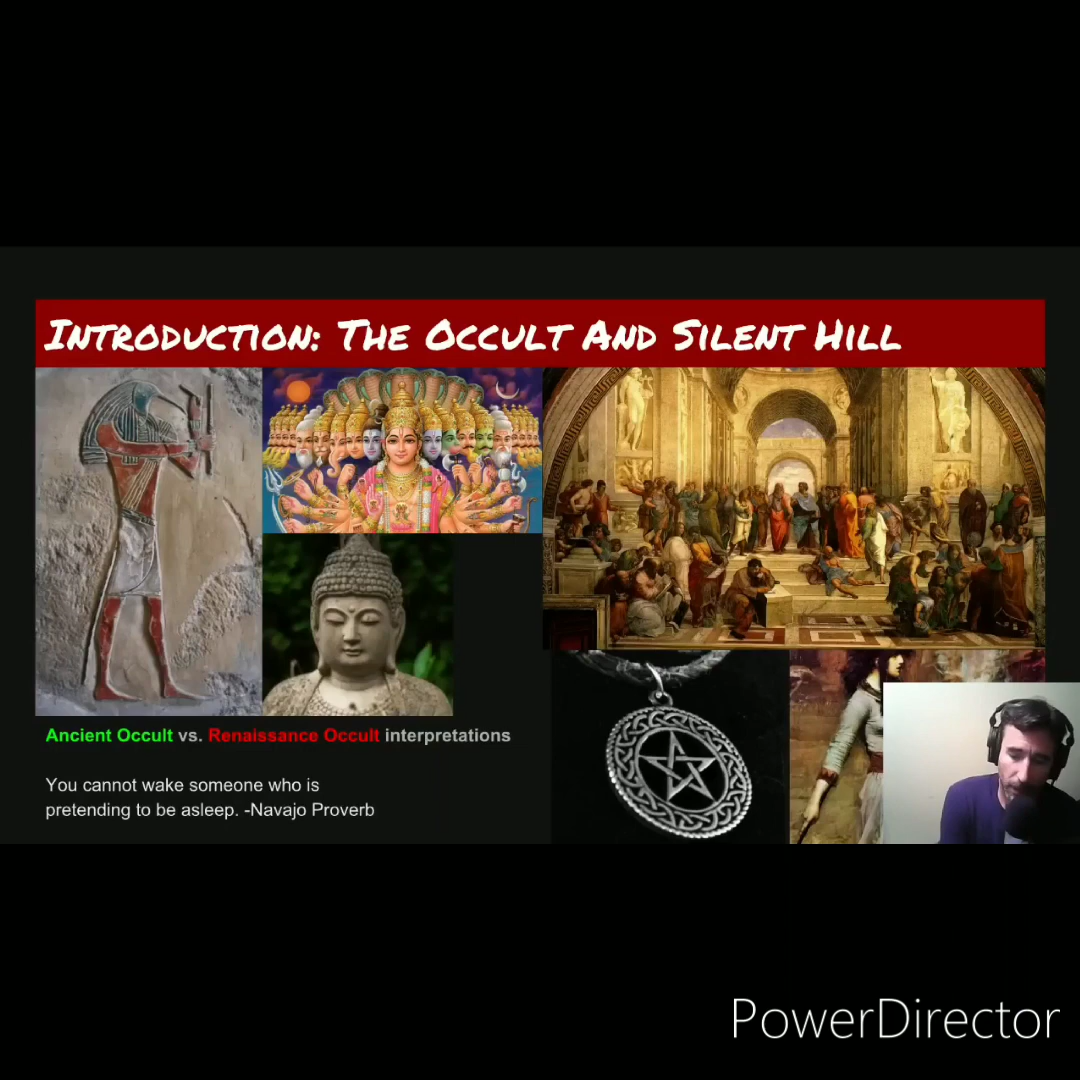 Introduction: The Occult And Silent Hill
Ancient Occult vs. Renaissance Occult interpretations
You cannot wake someone who is
pretending to be asleep. -Navajo Proverb
PowerDirector